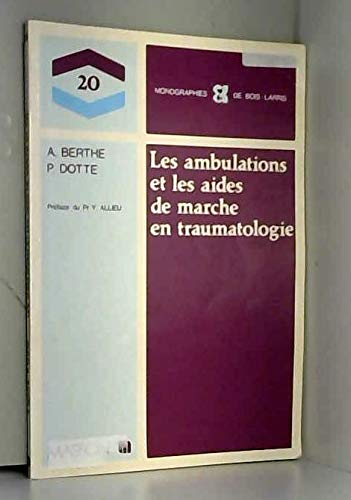 20
MONOGRAPHIES DE BOIS-LARRIS
A. BERTHE
P. DOTTE
Préface du Pr Y. ALLIEU
Les ambulations
et les aides
de marche
en traumatologie
MASSON